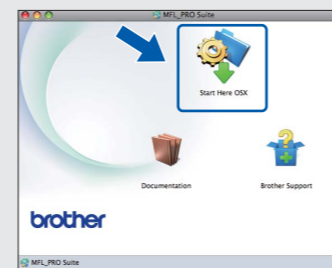 MFL_PRO Suite
Start Here OSX
Documentation
Brother Support
brother
MFL_PRO Suite